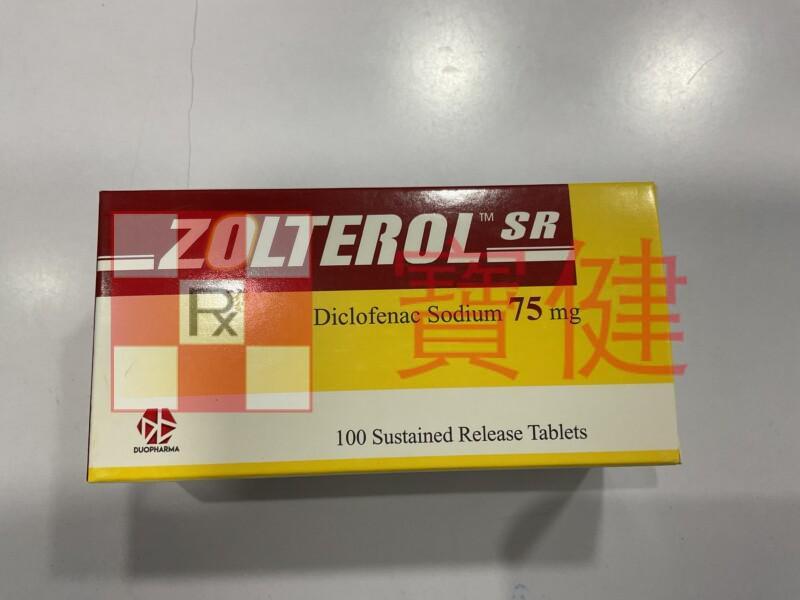 ZOLTEROL™ SR
Rx
Diclofenac Sodium 75 mg
寶健
100 Sustained Release Tablets
DUOPHARMA